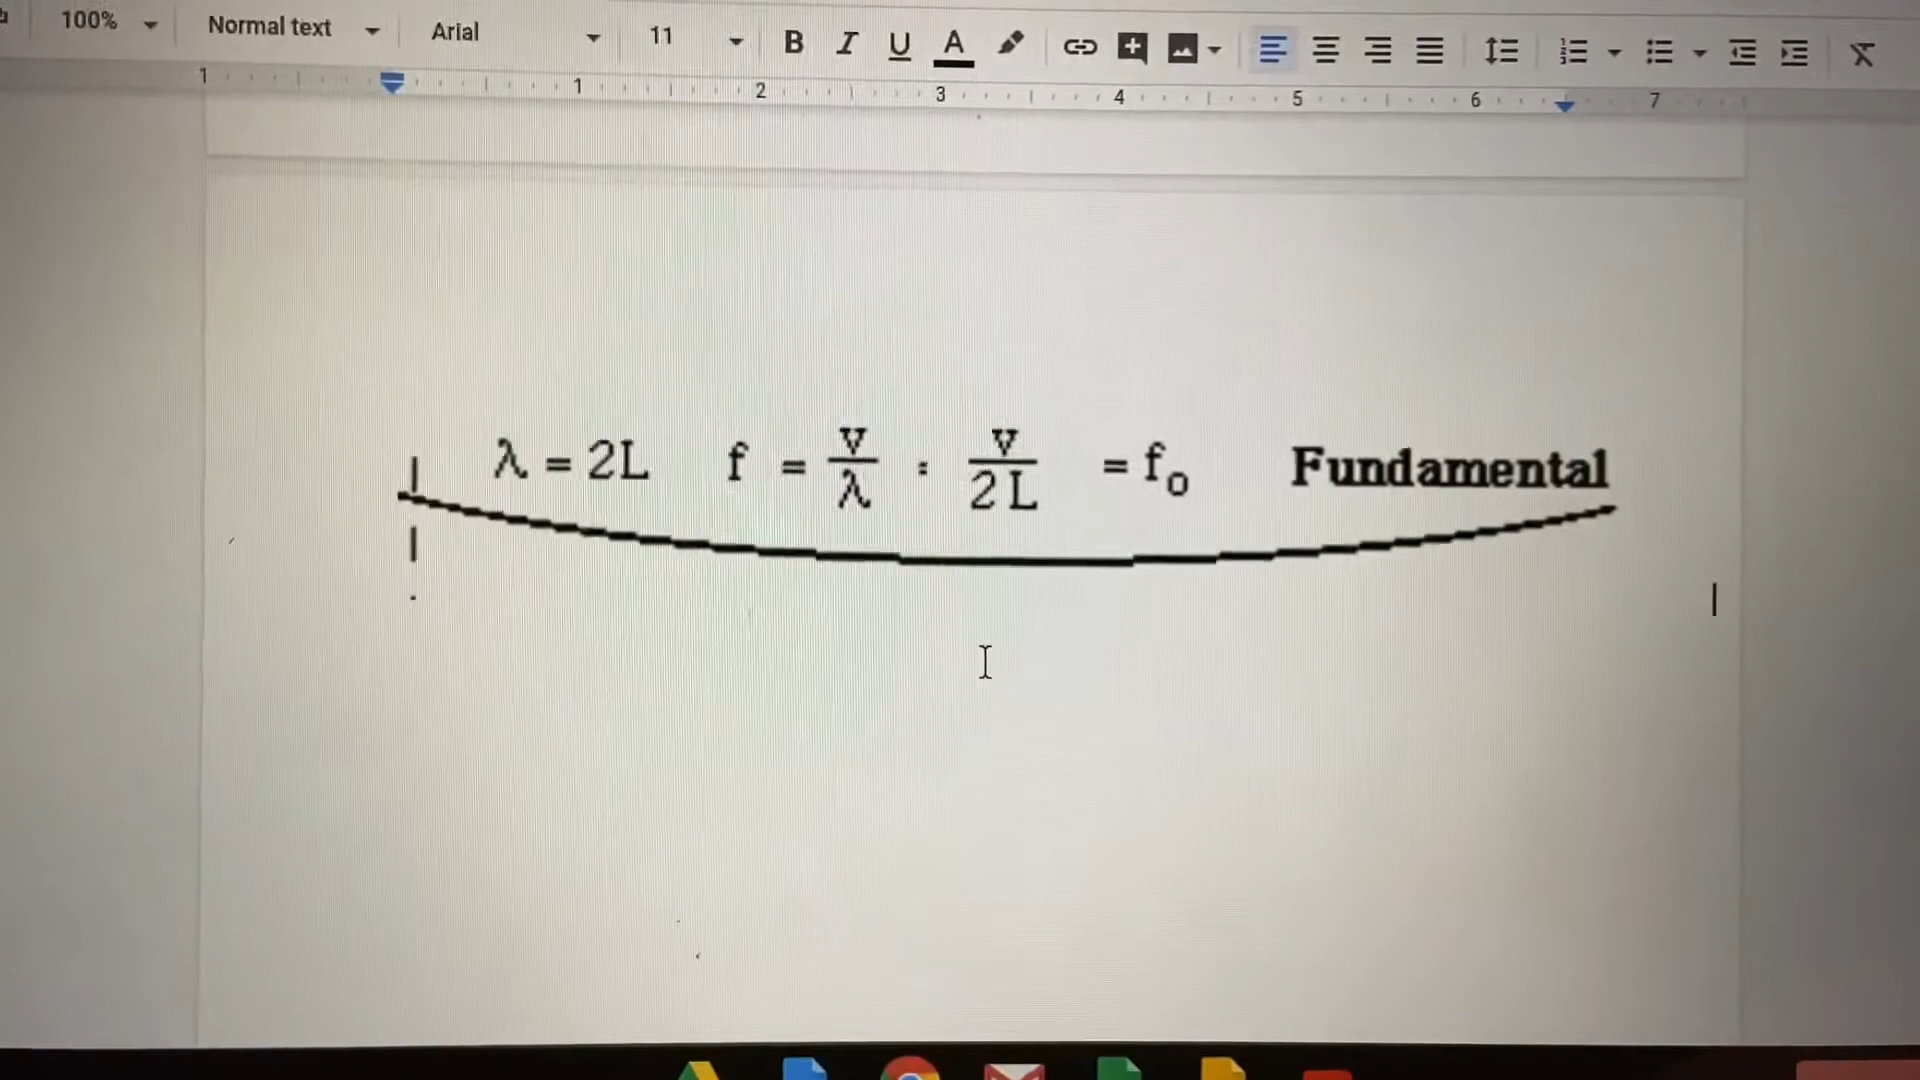 100% Normal text Arial 11 B I U A
1 1 2 3 4 5 6 7
λ = 2L f = v/λ : v/2L = f₀ Fundamental